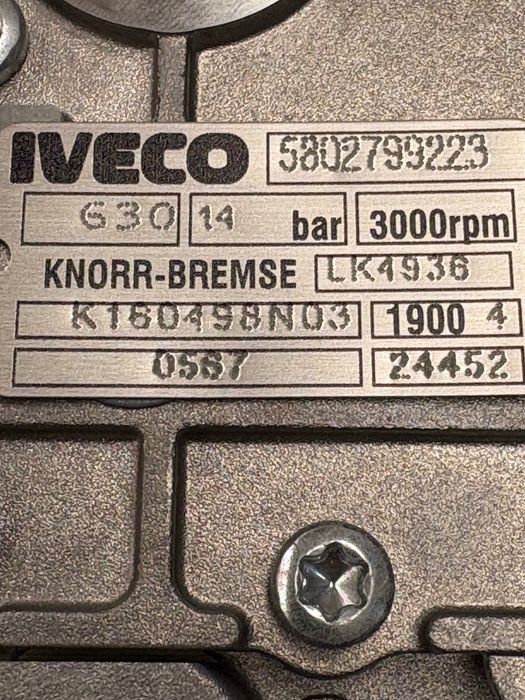 IVECO 5802799223
630 14 bar 3000rpm
KNORR-BREMSE LK4936
K160498N03 1900 4
0567 24452